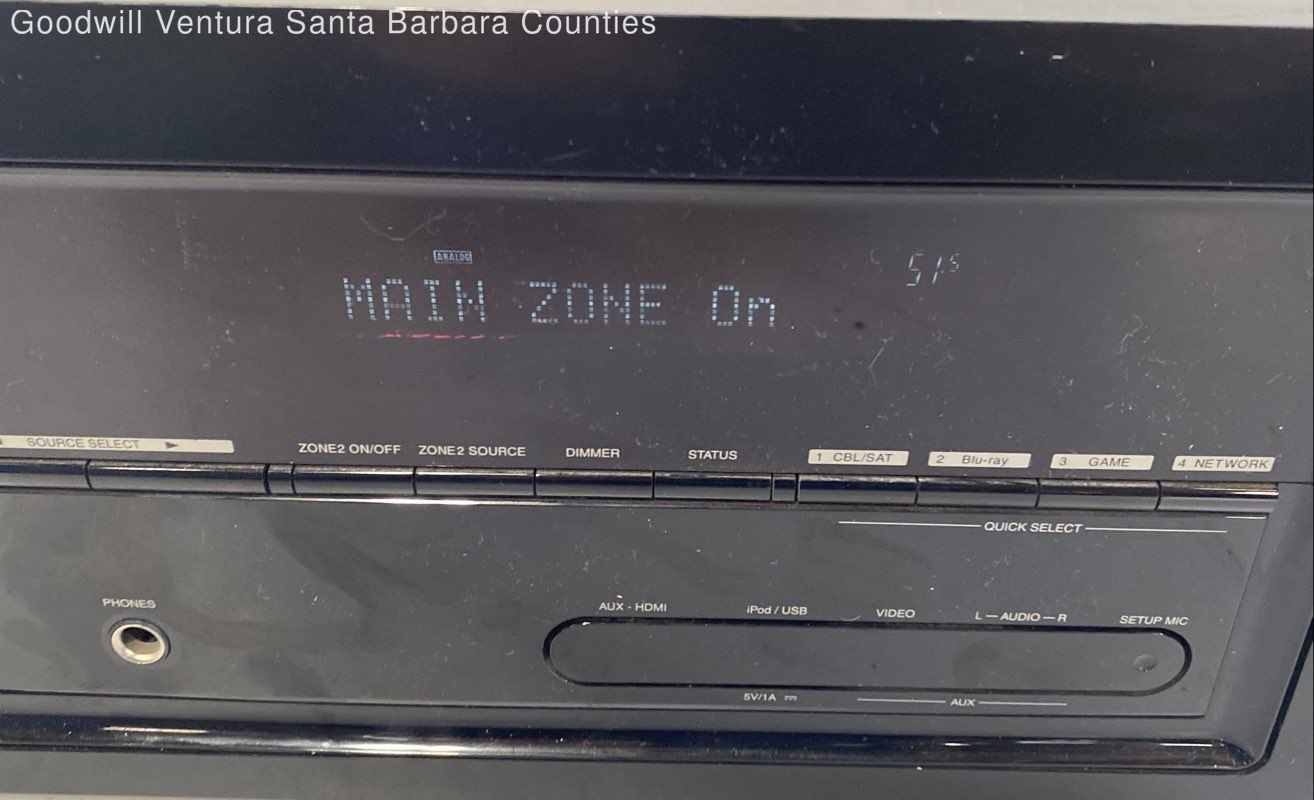 Goodwill Ventura Santa Barbara Counties
ANALOG
51.5
MAIN ZONE On
SOURCE SELECT ►
ZONE2 ON/OFF ZONE2 SOURCE DIMMER STATUS 1 CBL/SAT 2 Blu-ray 3 GAME 4 NETWORK
QUICK SELECT
PHONES
AUX - HDMI iPod / USB VIDEO L — AUDIO — R SETUP MIC
5V/1A
AUX